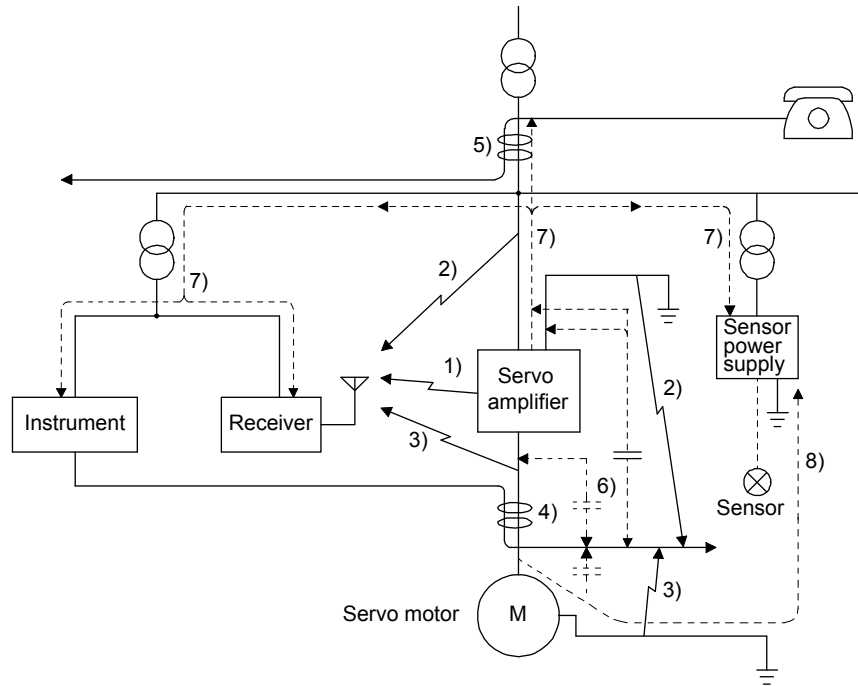 5)
7)
7)
7)
2)
Sensor
power
supply
1)
Servo
amplifier
2)
Instrument
Receiver
3)
8)
6)
4)
Sensor
3)
Servo motor
M